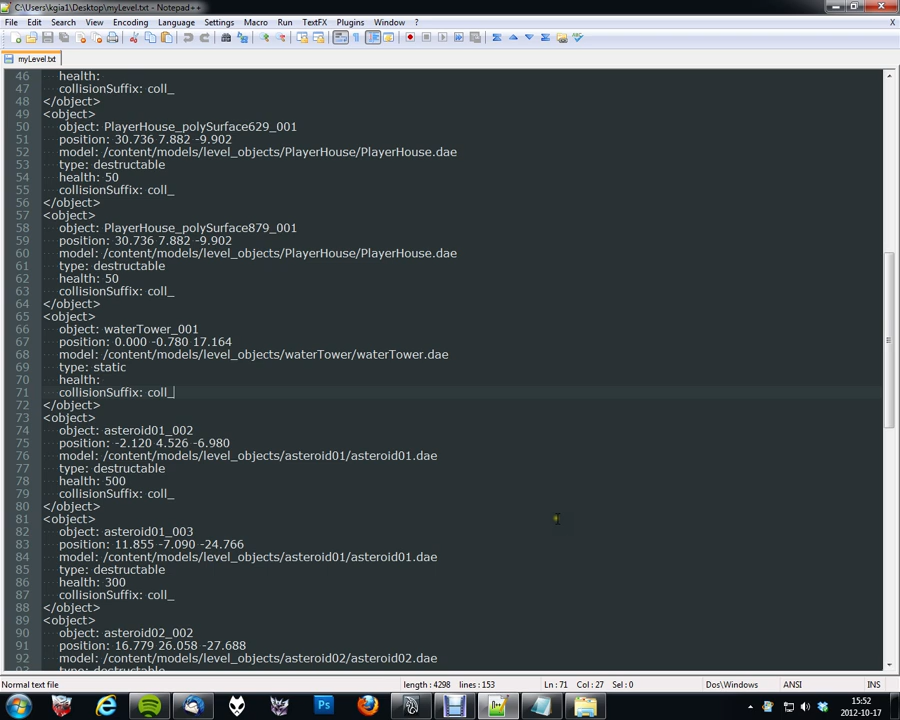 C:\Users\kgia1\Desktop\myLevel.txt - Notepad++
File Edit Search View Encoding Language Settings Macro Run TextFX Plugins Window ?
X
myLevel.txt
46 health:
47 collisionSuffix: coll_
48 </object>
49 <object>
50 object: PlayerHouse_polySurface629_001
51 position: 30.736 7.882 -9.902
52 model: /content/models/level_objects/PlayerHouse/PlayerHouse.dae
53 type: destructable
54 health: 50
55 collisionSuffix: coll_
56 </object>
57 <object>
58 object: PlayerHouse_polySurface879_001
59 position: 30.736 7.882 -9.902
60 model: /content/models/level_objects/PlayerHouse/PlayerHouse.dae
61 type: destructable
62 health: 50
63 collisionSuffix: coll_
64 </object>
65 <object>
66 object: waterTower_001
67 position: 0.000 -0.780 17.164
68 model: /content/models/level_objects/waterTower/waterTower.dae
69 type: static
70 health:
71 collisionSuffix: coll_
72 </object>
73 <object>
74 object: asteroid01_002
75 position: -2.120 4.526 -6.980
76 model: /content/models/level_objects/asteroid01/asteroid01.dae
77 type: destructable
78 health: 500
79 collisionSuffix: coll_
80 </object>
81 <object>
82 object: asteroid01_003
83 position: 11.855 -7.090 -24.766
84 model: /content/models/level_objects/asteroid01/asteroid01.dae
85 type: destructable
86 health: 300
87 collisionSuffix: coll_
88 </object>
89 <object>
90 object: asteroid02_002
91 position: 16.779 26.058 -27.688
92 model: /content/models/level_objects/asteroid02/asteroid02.dae
93 type: destructable
Normal text file length : 4298 lines : 153 Ln : 71 Col : 27 Sel : 0 Dos\Windows ANSI INS
Ps
15:52
2012-10-17